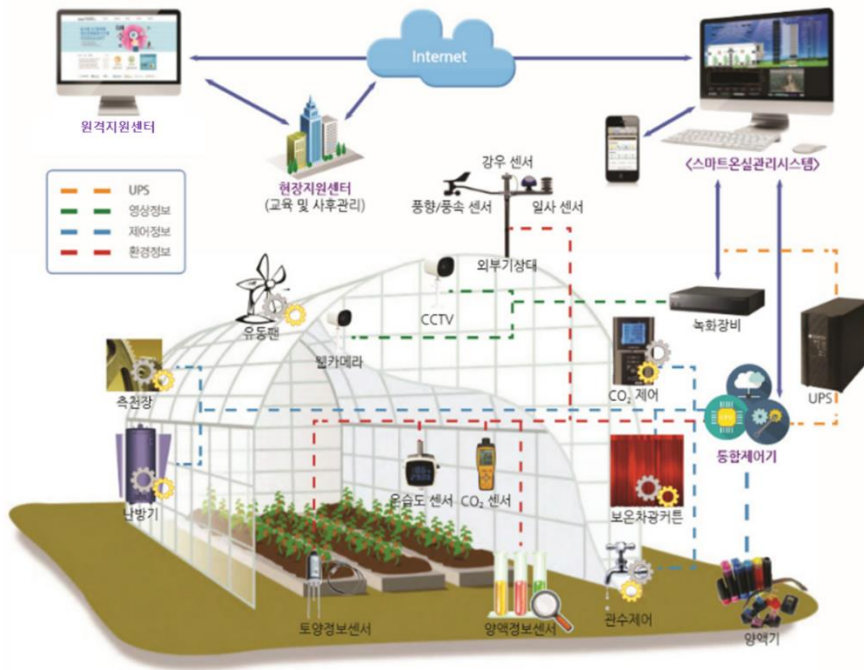 Internet
원격지원센터
현장지원센터
(교육 및 사후관리)
<스마트온실관리시스템>
UPS
영상정보
제어정보
환경정보
강우 센서
풍향/풍속 센서
일사 센서
외부기상대
유동팬
CCTV
웹카메라
녹화장비
측천장
CO₂ 제어
UPS
통합제어기
난방기
온습도 센서
CO₂ 센서
보온차광커튼
토양정보센서
양액정보센서
관수제어
양액기